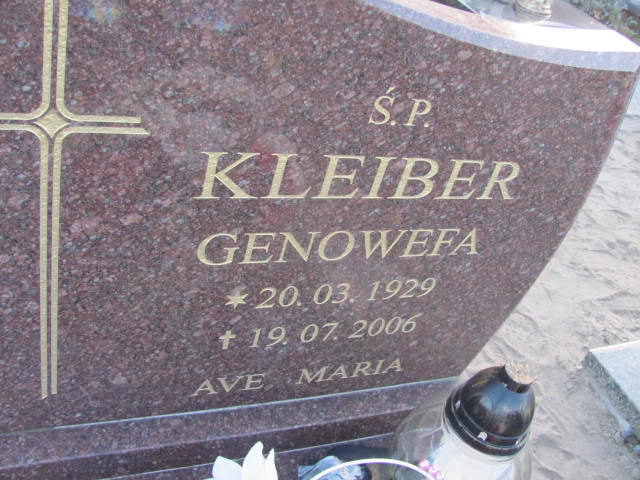 Ś.P.
KLEIBER
GENOWEFA
* 20. 03. 1929
✝ 19. 07. 2006
AVE MARIA